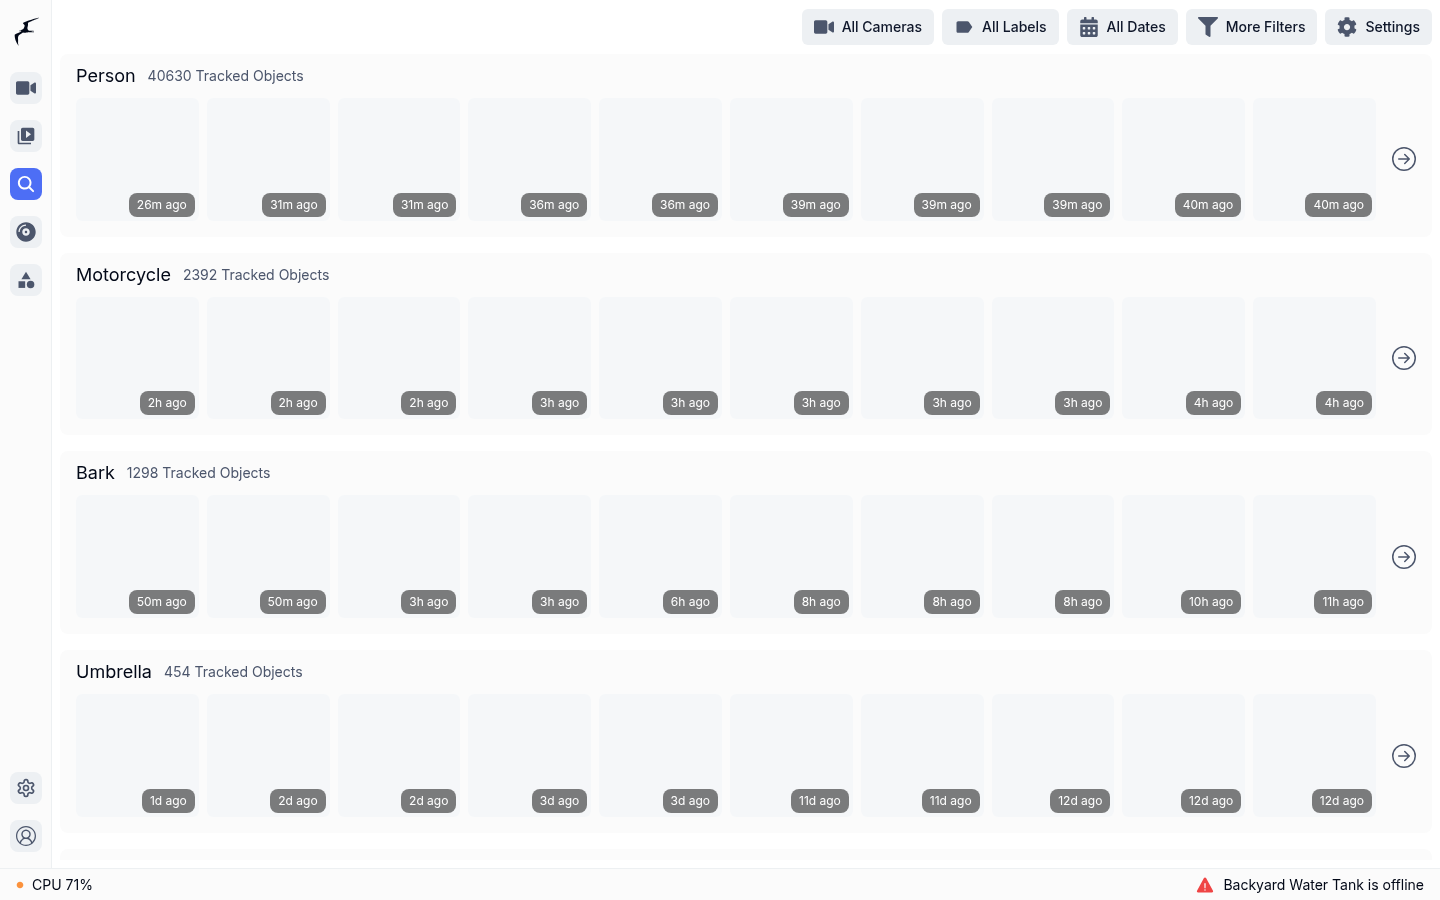 All Cameras
All Labels
All Dates
More Filters
Settings
Person 40630 Tracked Objects
26m ago 31m ago 31m ago 36m ago 36m ago 39m ago 39m ago 39m ago 40m ago 40m ago
Motorcycle 2392 Tracked Objects
2h ago 2h ago 2h ago 3h ago 3h ago 3h ago 3h ago 3h ago 4h ago 4h ago
Bark 1298 Tracked Objects
50m ago 50m ago 3h ago 3h ago 6h ago 8h ago 8h ago 8h ago 10h ago 11h ago
Umbrella 454 Tracked Objects
1d ago 2d ago 2d ago 3d ago 3d ago 11d ago 11d ago 12d ago 12d ago 12d ago
CPU 71%
Backyard Water Tank is offline